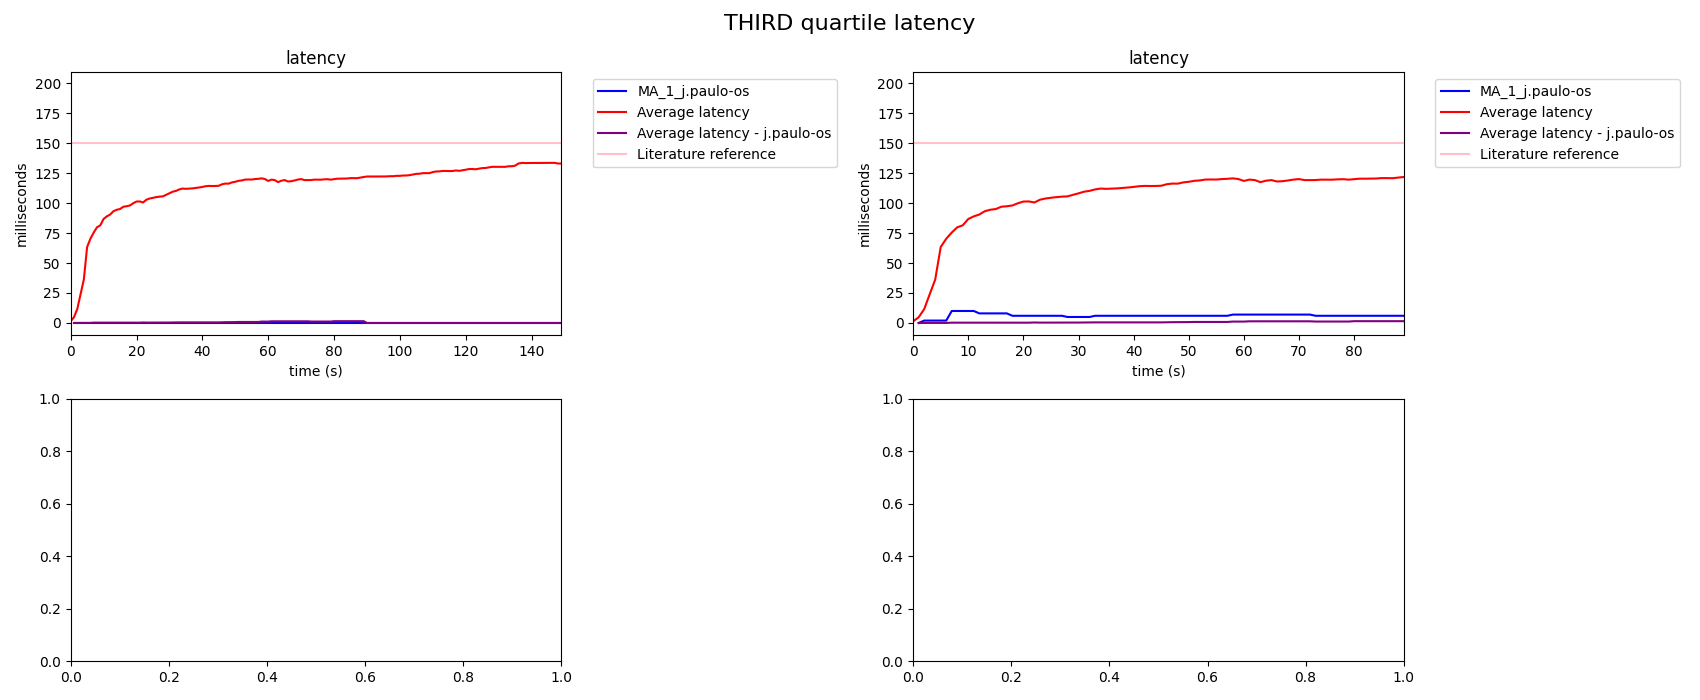 THIRD quartile latency
latency
200
175
150
125
100
75
50
25
0
milliseconds
0 20 40 60 80 100 120 140
time (s)
MA_1_j.paulo-os
Average latency
Average latency - j.paulo-os
Literature reference
latency
200
175
150
125
100
75
50
25
0
milliseconds
0 10 20 30 40 50 60 70 80
time (s)
MA_1_j.paulo-os
Average latency
Average latency - j.paulo-os
Literature reference
1.0
0.8
0.6
0.4
0.2
0.0
0.0 0.2 0.4 0.6 0.8 1.0
1.0
0.8
0.6
0.4
0.2
0.0
0.0 0.2 0.4 0.6 0.8 1.0